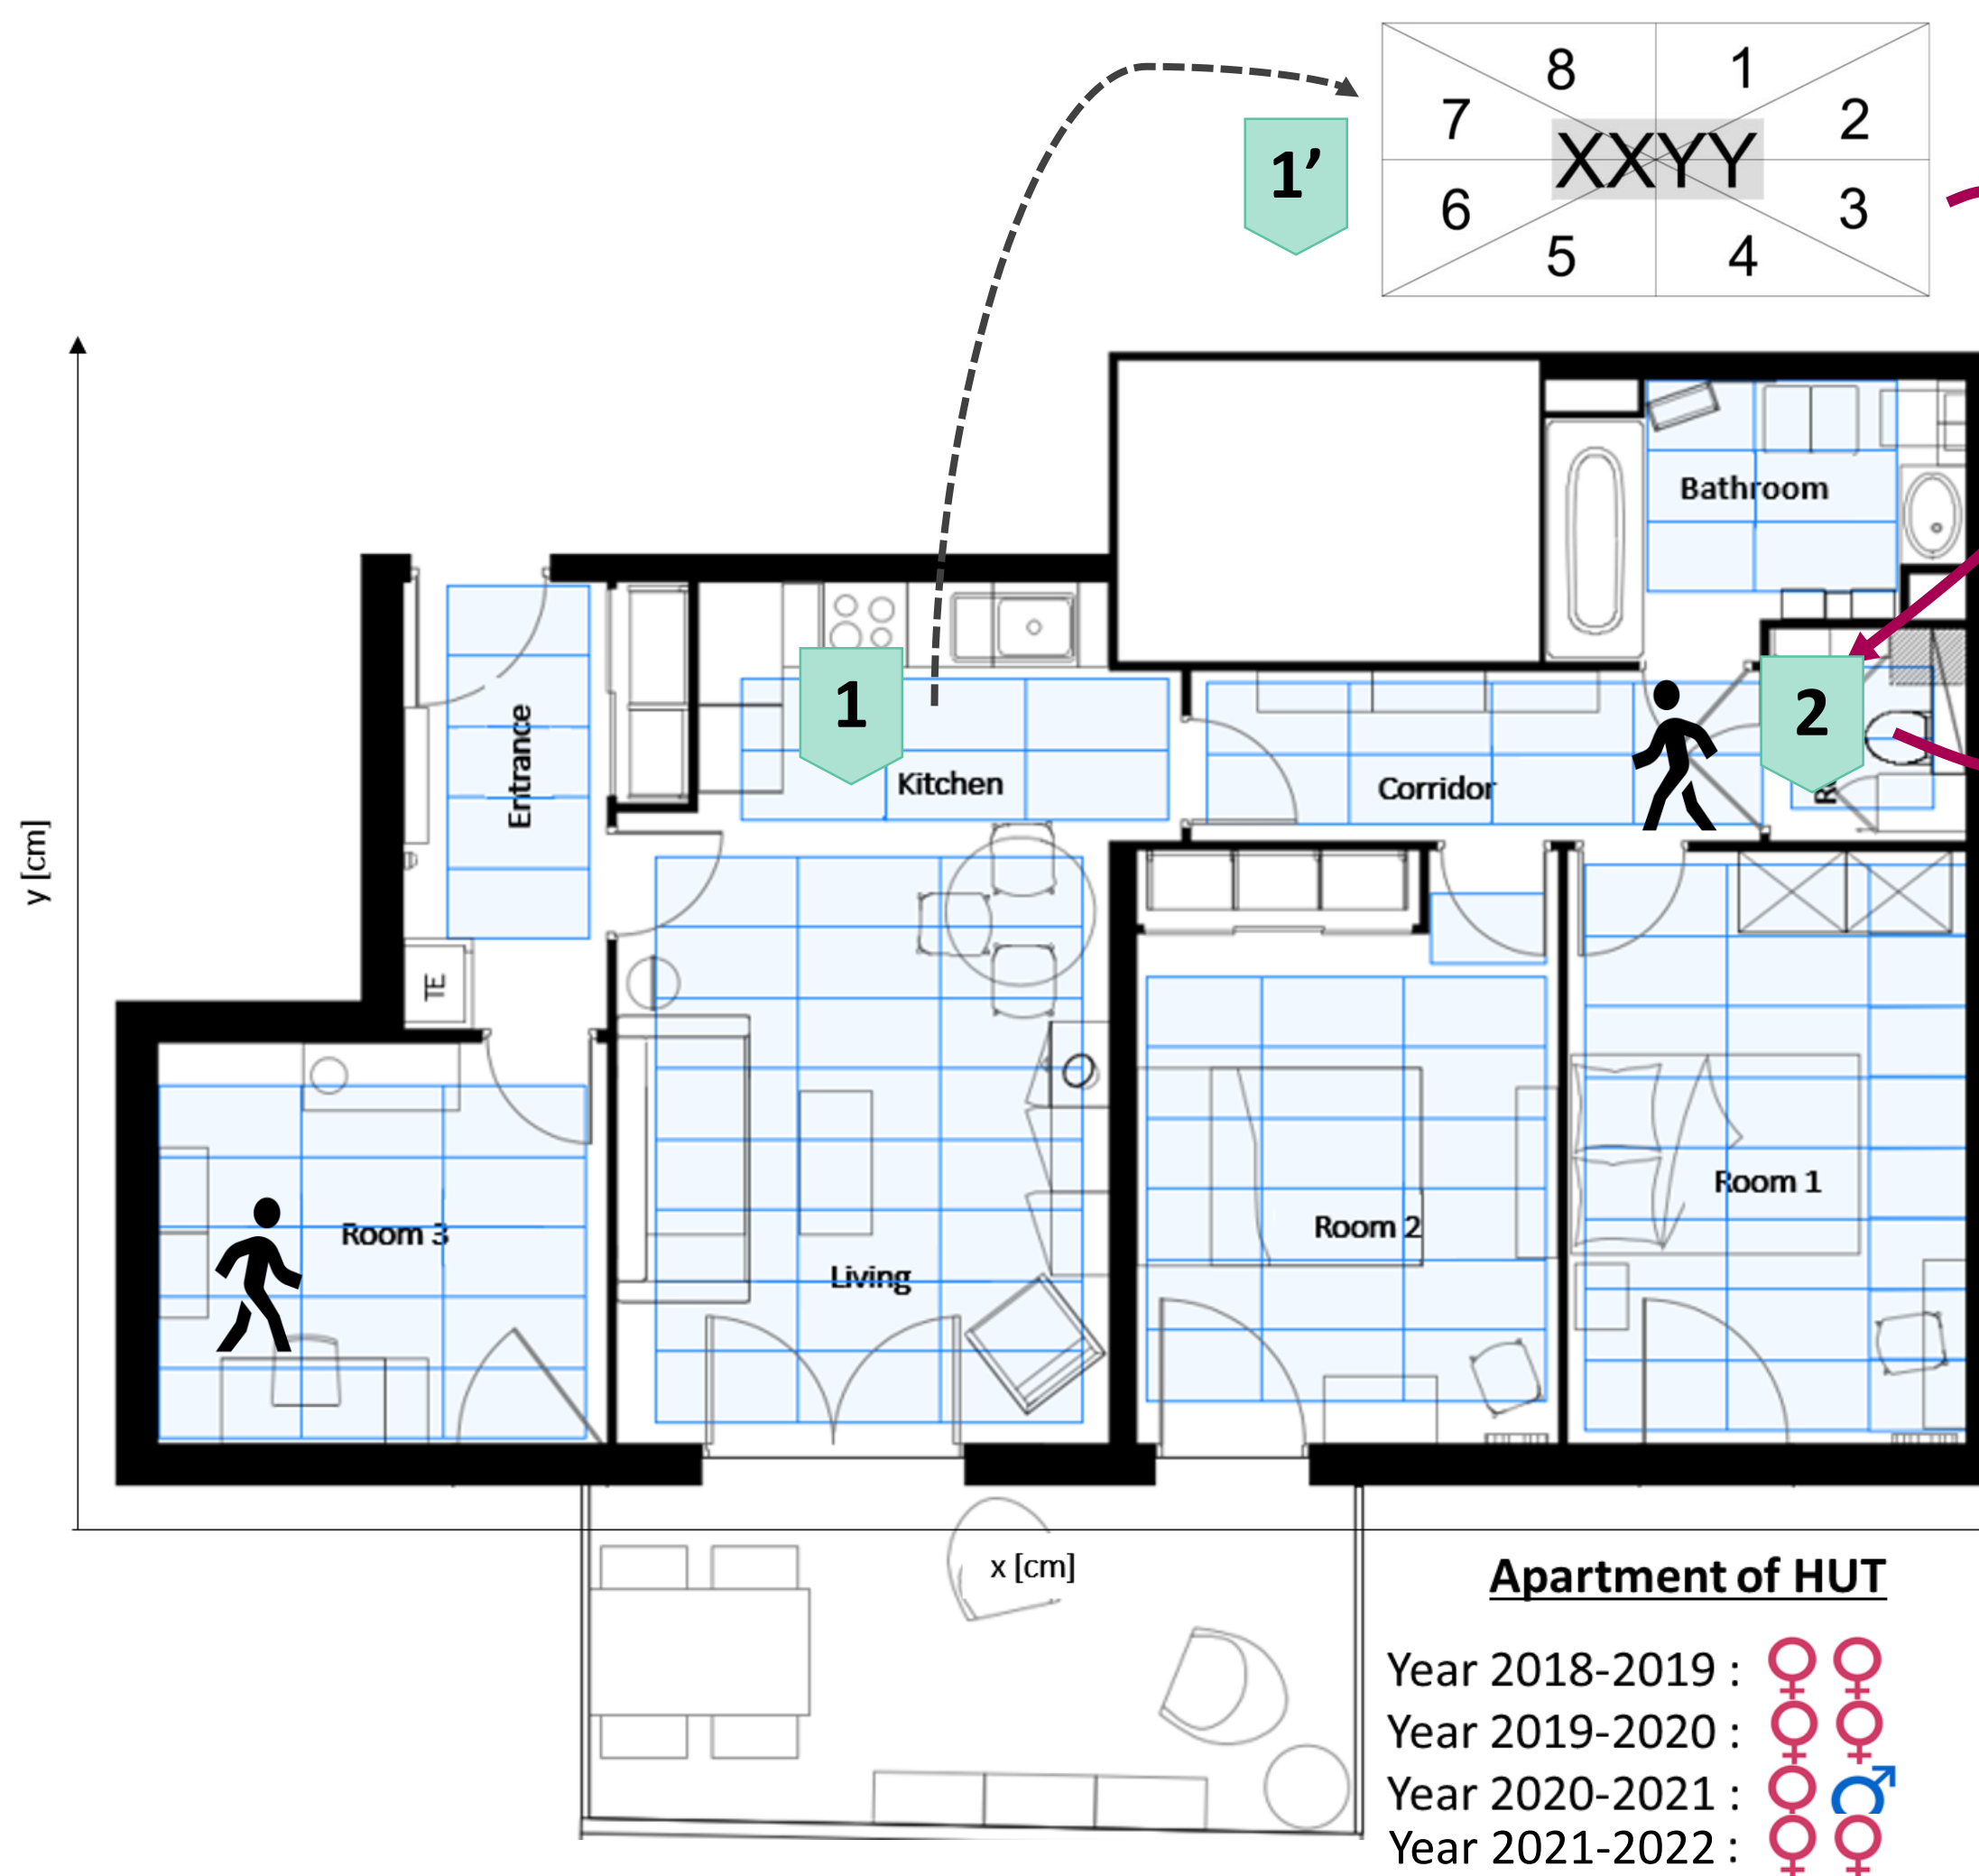 8 1
7 2
XXYY
1’
6 3
5 4
Bathroom
1
2
Entrance
Kitchen
Corridor
y [cm]
TE
Room 3
Room 1
Room 2
Living
x [cm]
Apartment of HUT
Year 2018-2019 : ♀ ♀
Year 2019-2020 : ♀ ♀
Year 2020-2021 : ♀ ♂
Year 2021-2022 : ♀ ♀